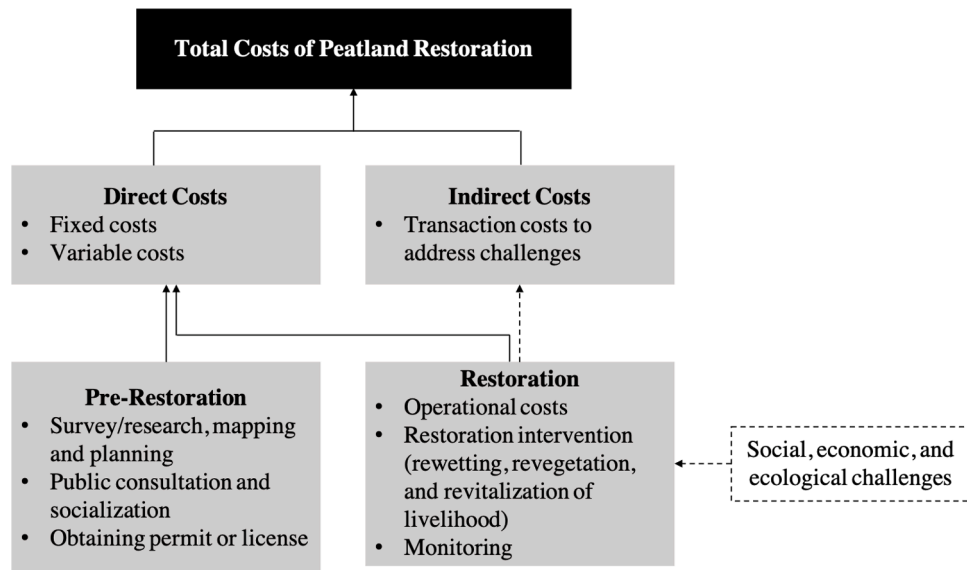 Total Costs of Peatland Restoration
Direct Costs
• Fixed costs
• Variable costs
Indirect Costs
• Transaction costs to
address challenges
Pre-Restoration
• Survey/research, mapping
and planning
• Public consultation and
socialization
• Obtaining permit or license
Restoration
• Operational costs
• Restoration intervention
(rewetting, revegetation,
and revitalization of
livelihood)
• Monitoring
Social, economic, and
ecological challenges